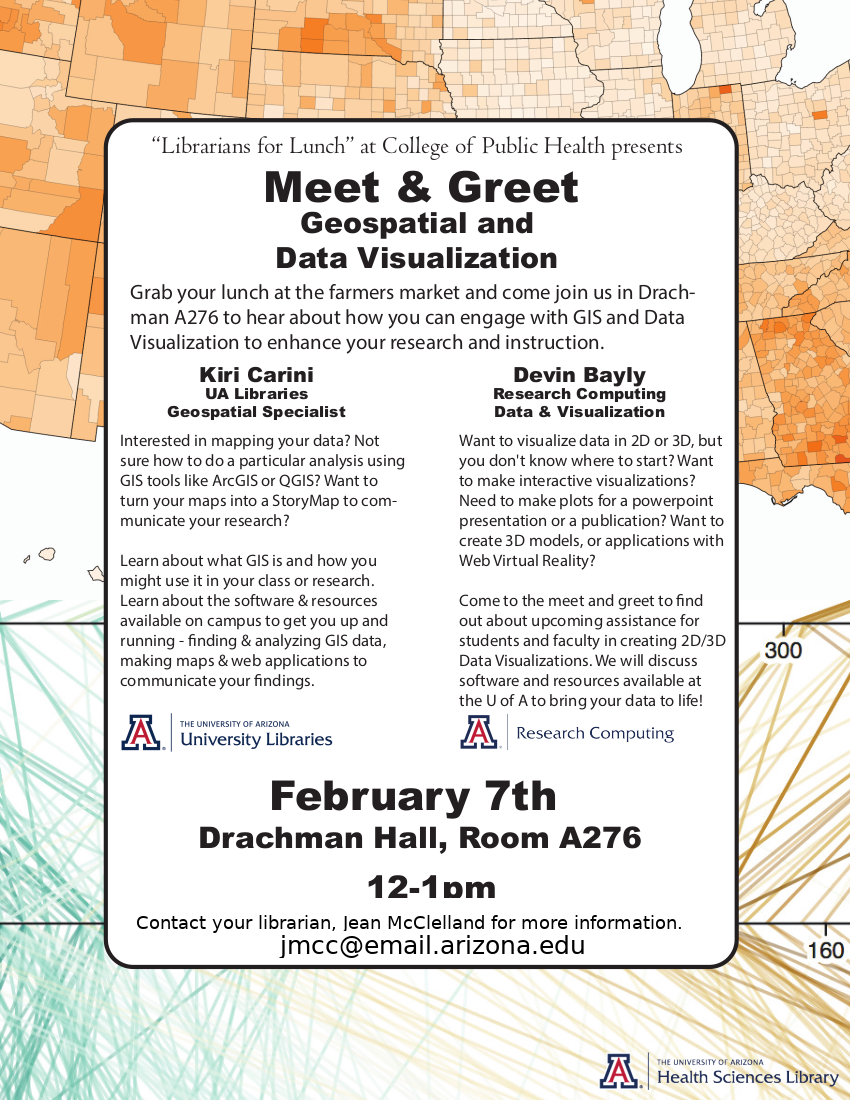 “Librarians for Lunch” at College of Public Health presents
Meet & Greet
Geospatial and
Data Visualization
Grab your lunch at the farmers market and come join us in Drach-
man A276 to hear about how you can engage with GIS and Data
Visualization to enhance your research and instruction.
Kiri Carini
UA Libraries
Geospatial Specialist
Interested in mapping your data? Not
sure how to do a particular analysis using
GIS tools like ArcGIS or QGIS? Want to
turn your maps into a StoryMap to com-
municate your research?
Learn about what GIS is and how you
might use it in your class or research.
Learn about the software & resources
available on campus to get you up and
running - finding & analyzing GIS data,
making maps & web applications to
communicate your findings.
A
THE UNIVERSITY OF ARIZONA
University Libraries
Devin Bayly
Research Computing
Data & Visualization
Want to visualize data in 2D or 3D, but
you don't know where to start? Want
to make interactive visualizations?
Need to make plots for a powerpoint
presentation or a publication? Want to
create 3D models, or applications with
Web Virtual Reality?
Come to the meet and greet to find
out about upcoming assistance for
students and faculty in creating 2D/3D
Data Visualizations. We will discuss
software and resources available at
the U of A to bring your data to life!
A
Research Computing
300
February 7th
Drachman Hall, Room A276
12-1pm
Contact your librarian, Jean McClelland for more information.
jmcc@email.arizona.edu
160
A
THE UNIVERSITY OF ARIZONA
Health Sciences Library